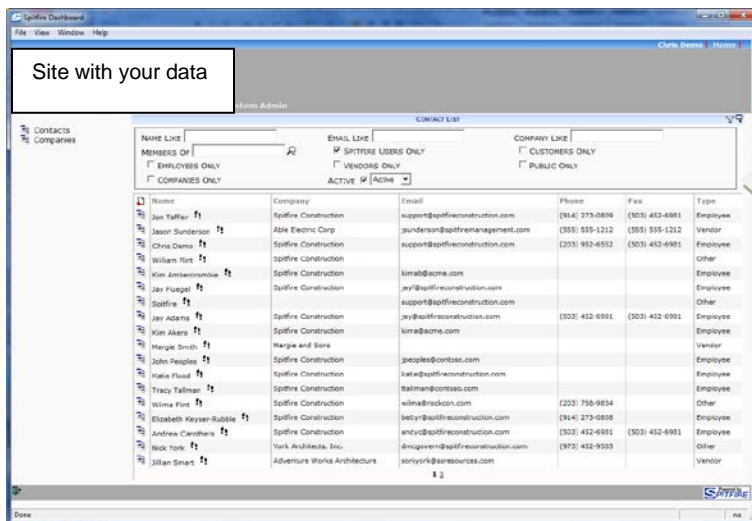 Spitfire Dashboard
File View Window Help
Chris Demo | Home |
Site with your data
stem Admin
CONTACT LIST
Contacts
Companies
NAME LIKE EMAIL LIKE COMPANY LIKE
MEMBERS OF SPITFIRE USERS ONLY CUSTOMERS ONLY
EMPLOYEES ONLY VENDORS ONLY PUBLIC ONLY
COMPANIES ONLY ACTIVE Active
Name Company Email Phone Fax Type
Jon Taffler Spitfire Construction support@spitfireconstruction.com (914) 273-0809 (503) 452-6981 Employee
Jason Sunderson Able Electric Corp jsunderson@spitfiremanagement.com (555) 555-1212 (555) 555-1212 Vendor
Chris Demo Spitfire Construction support@spitfireconstruction.com (203) 952-6552 (503) 452-6981 Employee
William Flirt Spitfire Construction Other
Kim Ambercrombie kimab@acme.com Employee
Jay Fluegel Spitfire Construction jayf@spitfireconstruction.com Employee
Spitfire support@spitfireconstruction.com Other
Jay Adams Spitfire Construction jay@spitfireconstruction.com (503) 452-6981 (503) 452-6981 Employee
Kim Akers Spitfire Construction kima@acme.com Employee
Margie Smith Margie and Sons Vendor
John Peoples Spitfire Construction jpeoples@contoso.com Employee
Katie Flood Spitfire Construction katie@spitfireconstruction.com Employee
Tracy Tallman Spitfire Construction ttallman@contoso.com Employee
Wilma Flint Spitfire Construction wilma@rockon.com (203) 758-9834 Other
Elizabeth Keyser-Rubble Spitfire Construction bettyr@spitfireconstruction.com (914) 273-0808 Employee
Andrew Carothers Spitfire Construction andyc@spitfireconstruction.com (503) 452-6981 (503) 452-6981 Employee
Nick York York Architects, Inc. dmcgovern@spitfireconstruction.com (973) 452-9585 Other
Jillan Smart Adventure Works Architecture soniyork@ssresources.com Vendor
1 2
Powered by
SPITFIRE
Done na